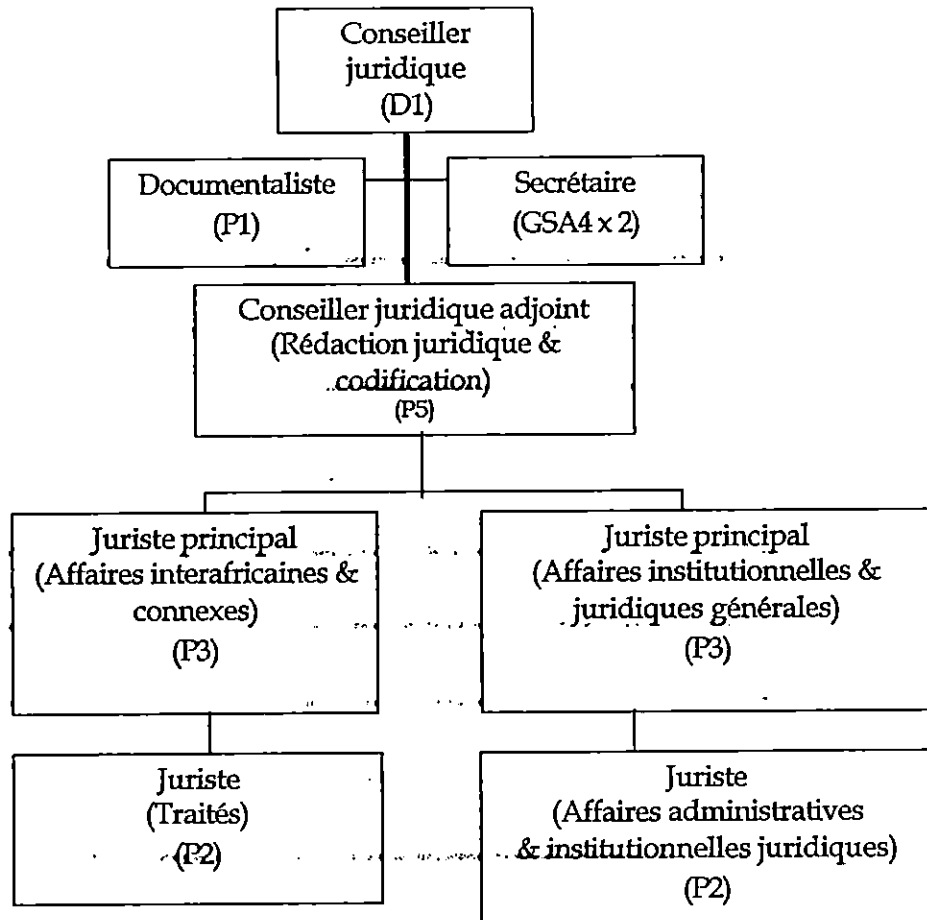 Conseiller
juridique
(D1)
Documentaliste
(P1)
Secrétaire
(GSA4 x 2)
Conseiller juridique adjoint
(Rédaction juridique &
codification)
(P5)
Juriste principal
(Affaires interafricaines &
connexes)
(P3)
Juriste principal
(Affaires institutionnelles &
juridiques générales)
(P3)
Juriste
(Traités)
(P2)
Juriste
(Affaires administratives
& institutionnelles juridiques)
(P2)